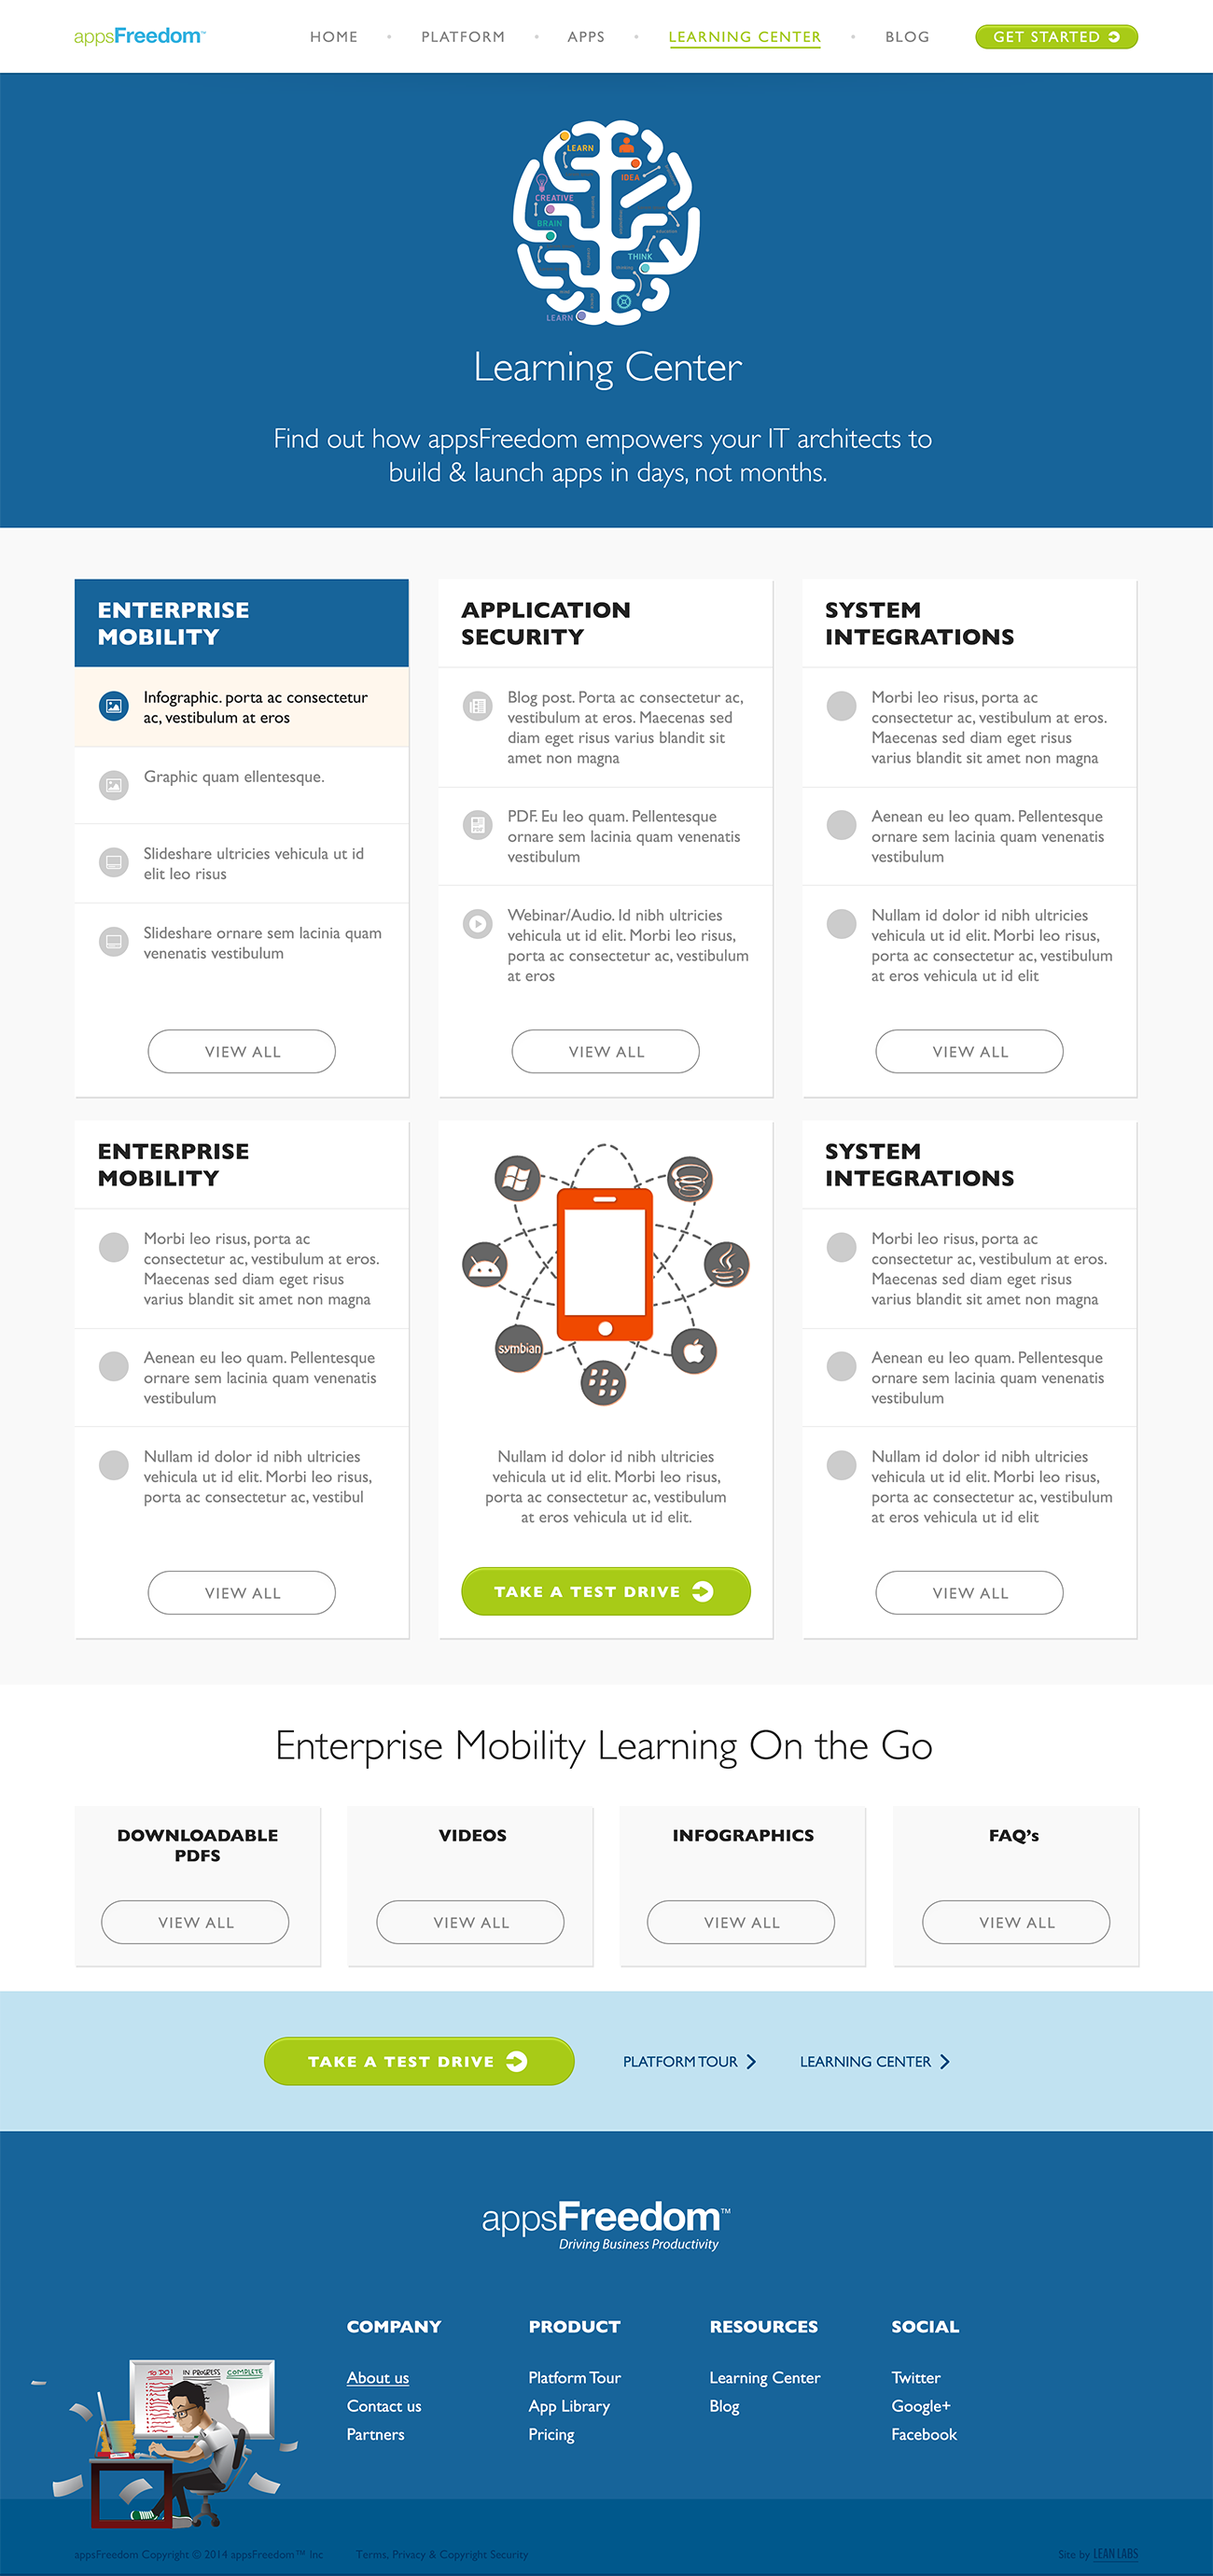 appsFreedom™
HOME • PLATFORM • APPS • LEARNING CENTER • BLOG
GET STARTED
LEARN
IDEA
CREATIVE
BRAIN
THINK
LEARN
Learning Center
Find out how appsFreedom empowers your IT architects to
build & launch apps in days, not months.
ENTERPRISE
MOBILITY
Infographic. porta ac consectetur
ac, vestibulum at eros
Graphic quam ellentesque.
Slideshare ultricies vehicula ut id
elit leo risus
Slideshare ornare sem lacinia quam
venenatis vestibulum
VIEW ALL
APPLICATION
SECURITY
Blog post. Porta ac consectetur ac,
vestibulum at eros. Maecenas sed
diam eget risus varius blandit sit
amet non magna
PDF. Eu leo quam. Pellentesque
ornare sem lacinia quam venenatis
vestibulum
Webinar/Audio. Id nibh ultricies
vehicula ut id elit. Morbi leo risus,
porta ac consectetur ac, vestibulum
at eros
VIEW ALL
SYSTEM
INTEGRATIONS
Morbi leo risus, porta ac
consectetur ac, vestibulum at eros.
Maecenas sed diam eget risus
varius blandit sit amet non magna
Aenean eu leo quam. Pellentesque
ornare sem lacinia quam venenatis
vestibulum
Nullam id dolor id nibh ultricies
vehicula ut id elit. Morbi leo risus,
porta ac consectetur ac, vestibulum
at eros vehicula ut id elit
VIEW ALL
ENTERPRISE
MOBILITY
Morbi leo risus, porta ac
consectetur ac, vestibulum at eros.
Maecenas sed diam eget risus
varius blandit sit amet non magna
Aenean eu leo quam. Pellentesque
ornare sem lacinia quam venenatis
vestibulum
Nullam id dolor id nibh ultricies
vehicula ut id elit. Morbi leo risus,
porta ac consectetur ac, vestibul
VIEW ALL
symbian
Nullam id dolor id nibh ultricies
vehicula ut id elit. Morbi leo risus,
porta ac consectetur ac, vestibulum
at eros vehicula ut id elit.
TAKE A TEST DRIVE
SYSTEM
INTEGRATIONS
Morbi leo risus, porta ac
consectetur ac, vestibulum at eros.
Maecenas sed diam eget risus
varius blandit sit amet non magna
Aenean eu leo quam. Pellentesque
ornare sem lacinia quam venenatis
vestibulum
Nullam id dolor id nibh ultricies
vehicula ut id elit. Morbi leo risus,
porta ac consectetur ac, vestibulum
at eros vehicula ut id elit
VIEW ALL
Enterprise Mobility Learning On the Go
DOWNLOADABLE
PDFS
VIEW ALL
VIDEOS
VIEW ALL
INFOGRAPHICS
VIEW ALL
FAQ's
VIEW ALL
TAKE A TEST DRIVE
PLATFORM TOUR
LEARNING CENTER
appsFreedom™
Driving Business Productivity
COMPANY
About us
Contact us
Partners
PRODUCT
Platform Tour
App Library
Pricing
RESOURCES
Learning Center
Blog
SOCIAL
Twitter
Google+
Facebook
TO DO! IN PROGRESS COMPLETE
appsFreedom Copyright © 2014 appsFreedom™ Inc
Terms, Privacy & Copyright Security
Site by LEAN LABS